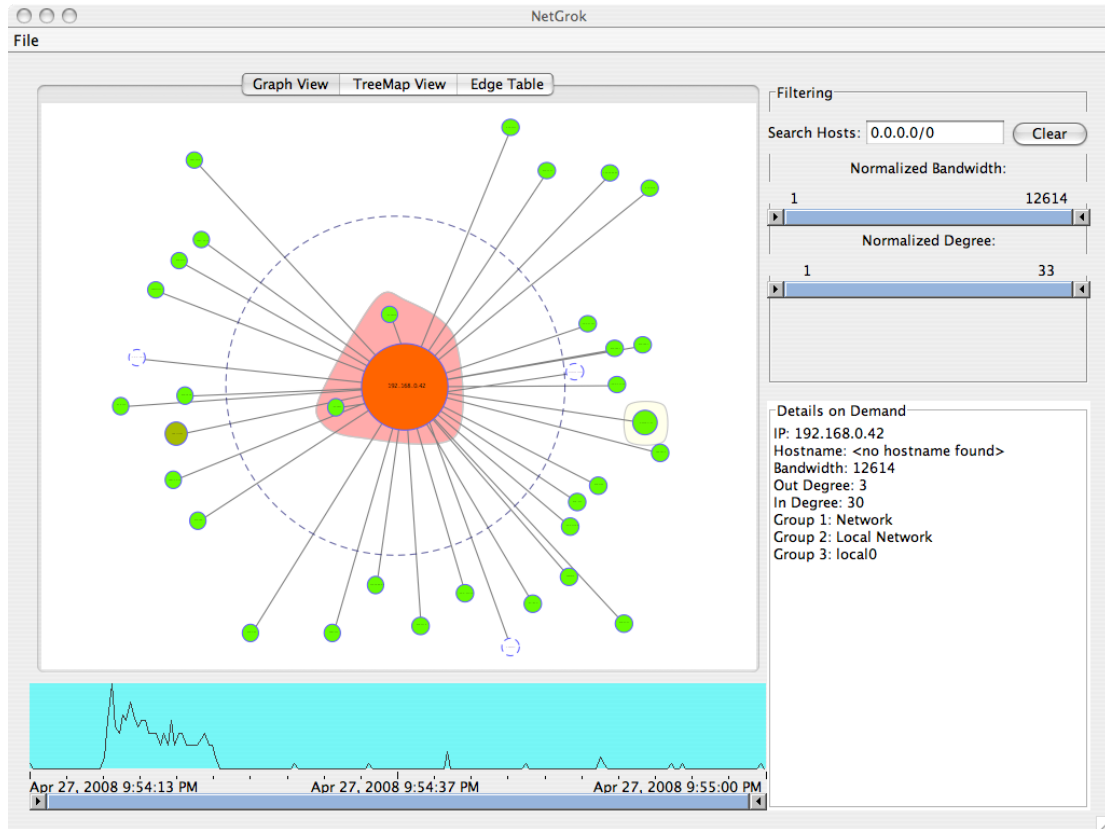 NetGrok
File
Graph View TreeMap View Edge Table
Filtering
Search Hosts: 0.0.0.0/0 Clear
Normalized Bandwidth:
1 12614
Normalized Degree:
1 33
192.168.0.42
Details on Demand
IP: 192.168.0.42
Hostname: <no hostname found>
Bandwidth: 12614
Out Degree: 3
In Degree: 30
Group 1: Network
Group 2: Local Network
Group 3: local0
Apr 27, 2008 9:54:13 PM Apr 27, 2008 9:54:37 PM Apr 27, 2008 9:55:00 PM